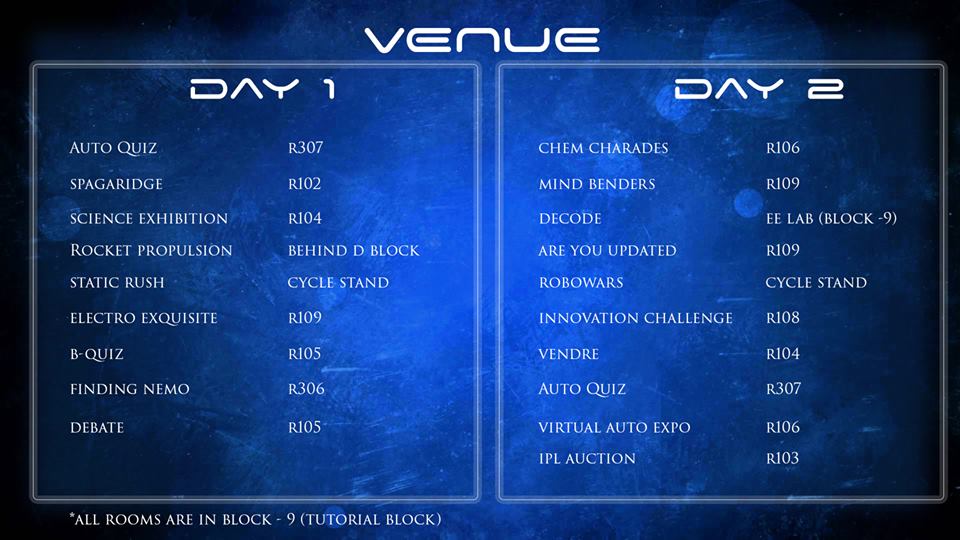 VENUE
DAY 1
Auto Quiz R307
spagaridge R102
science exhibition R104
Rocket propulsion behind d block
static rush cycle stand
electro exquisite R109
b-quiz R105
finding nemo R306
debate R105
DAY 2
chem charades R106
mind benders R109
decode ee lab (block -9)
are you updated R109
robowars cycle stand
innovation challenge R108
vendre R104
Auto Quiz R307
virtual auto expo R106
ipl auction R103
*all rooms are in block - 9 (tutorial block)